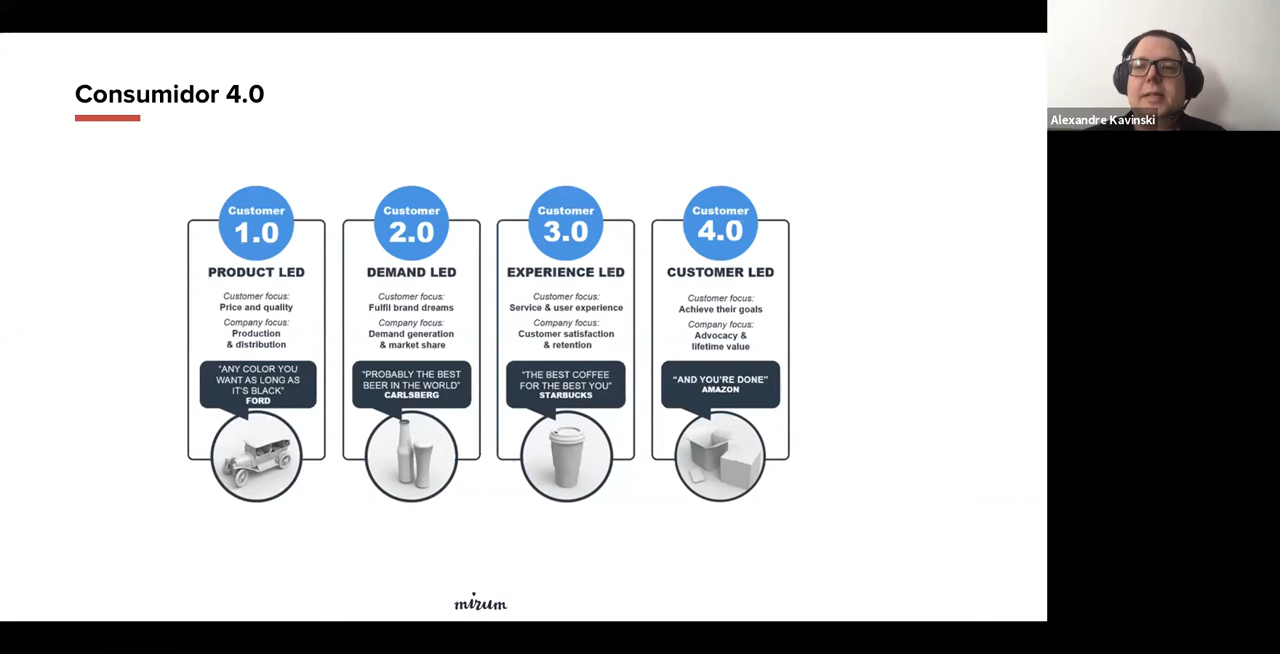 Consumidor 4.0
Alexandre Kavinski
Customer
1.0
PRODUCT LED
Customer focus:
Price and quality
Company focus:
Production
& distribution
"ANY COLOR YOU
WANT AS LONG AS
IT'S BLACK"
FORD
Customer
2.0
DEMAND LED
Customer focus:
Fulfil brand dreams
Company focus:
Demand generation
& market share
"PROBABLY THE BEST
BEER IN THE WORLD"
CARLSBERG
Customer
3.0
EXPERIENCE LED
Customer focus:
Service & user experience
Company focus:
Customer satisfaction
& retention
"THE BEST COFFEE
FOR THE BEST YOU"
STARBUCKS
Customer
4.0
CUSTOMER LED
Customer focus:
Achieve their goals
Company focus:
Advocacy &
lifetime value
"AND YOU'RE DONE"
AMAZON
mirum